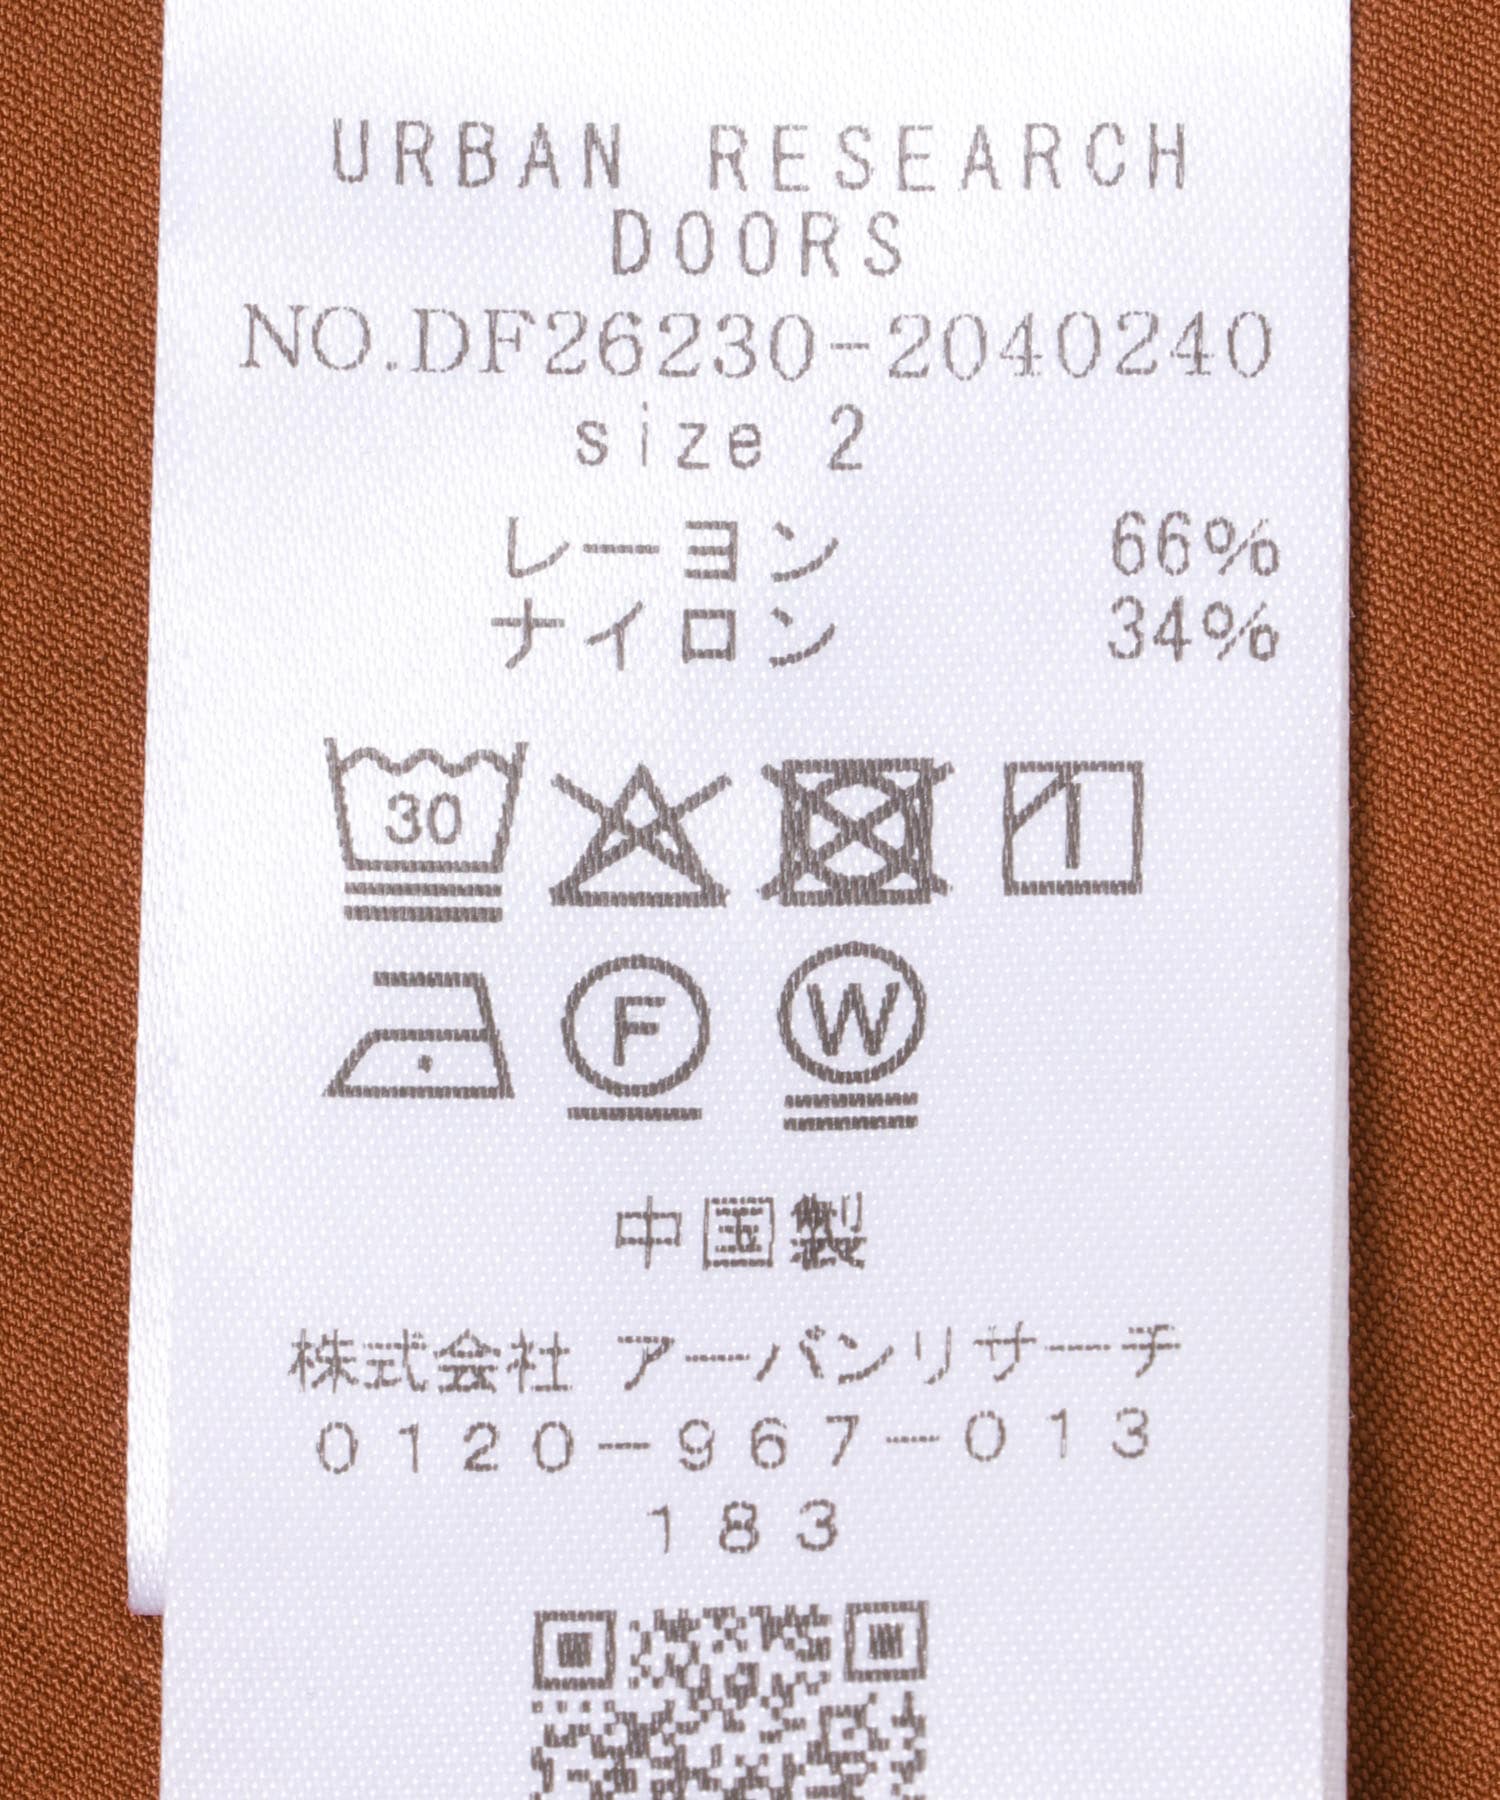 URBAN RESEARCH
DOORS
NO.DF26230-2040240
size 2
レーヨン 66%
ナイロン 34%
30
F W
中国製
株式会社 アーバンリサーチ
0120-967-013
183